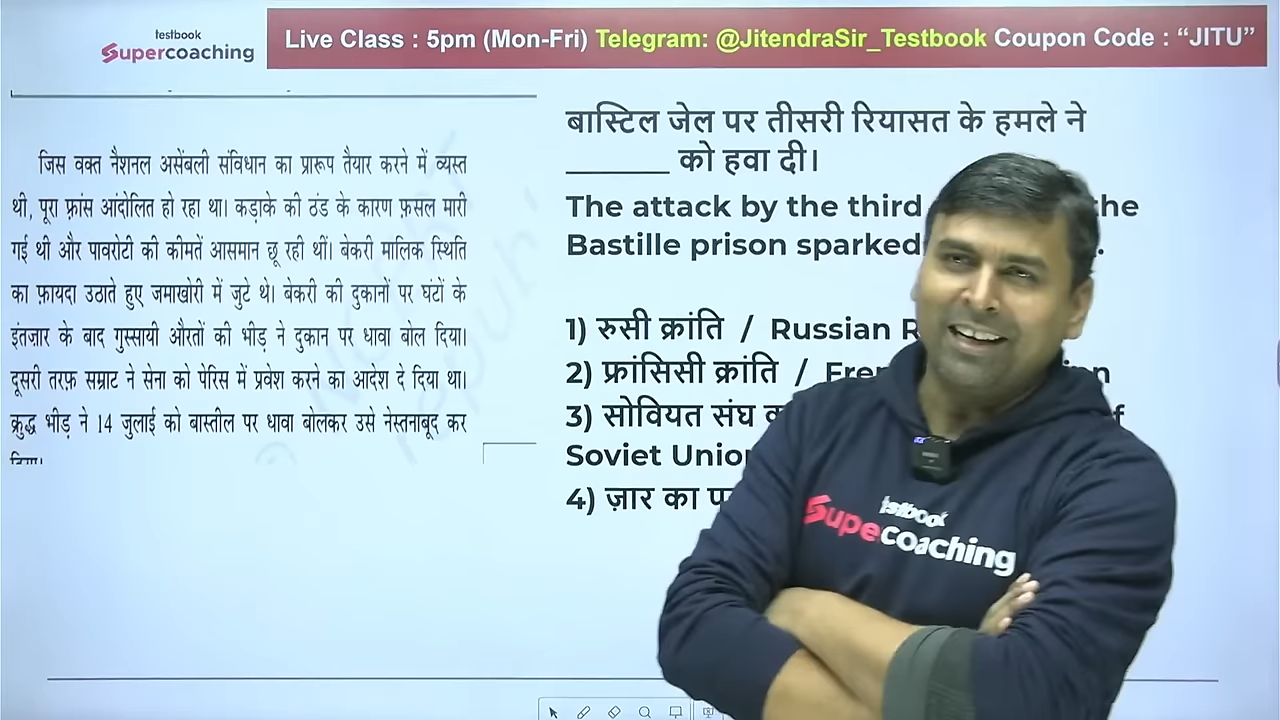 testbook
Supercoaching
Live Class : 5pm (Mon-Fri) Telegram: @JitendraSir_Testbook Coupon Code : “JITU”
जिस वक्त नैशनल असेंबली संविधान का प्रारूप तैयार करने में व्यस्त
थी, पूरा फ़्रांस आंदोलित हो रहा था। कड़ाके की ठंड के कारण फ़सल मारी
गई थी और पावरोटी की कीमतें आसमान छू रही थीं। बेकरी मालिक स्थिति
का फ़ायदा उठाते हुए जमाखोरी में जुटे थे। बेकरी की दुकानों पर घंटों के
इंतजार के बाद गुस्सायी औरतों की भीड़ ने दुकान पर धावा बोल दिया।
दूसरी तरफ़ सम्राट ने सेना को पेरिस में प्रवेश करने का आदेश दे दिया था।
क्रुद्ध भीड़ ने 14 जुलाई को बास्तील पर धावा बोलकर उसे नेस्तनाबूद कर
बास्टिल जेल पर तीसरी रियासत के हमले ने
_______ को हवा दी।
The attack by the third the
Bastille prison sparked .
1) रुसी क्रांति / Russian
2) फ्रांसिसी क्रांति /
3) सोवियत संघ
Soviet
4) ज़ार का
testbook
Supercoaching